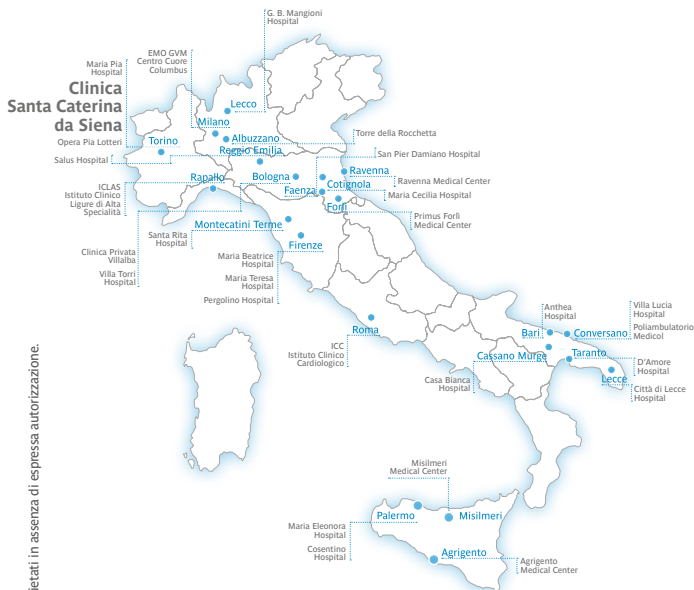 G. B. Mangioni
Hospital
EMO GVM
Centro Cuore
Columbus
Maria Pia
Hospital
Clinica
Santa Caterina
da Siena
Lecco
Milano
Albuzzano
Torre della Rocchetta
Opera Pia Lotteri
Torino
Reggio Emilia
San Pier Damiano Hospital
Salus Hospital
Rapallo
Bologna
Ravenna
Cotignola
Ravenna Medical Center
Faenza
Maria Cecilia Hospital
ICLAS
Istituto Clinico
Ligure di Alta
Specialità
Forlì
Primus Forlì
Medical Center
Montecatini Terme
Santa Rita
Hospital
Firenze
Clinica Privata
Villalba
Villa Torri
Hospital
Maria Beatrice
Hospital
Maria Teresa
Hospital
Pergolino Hospital
Anthea
Hospital
Villa Lucia
Hospital
Roma
Bari
Conversano
Poliambulatorio
Medicol
ICC
Istituto Clinico
Cardiologico
Cassano Murge
Taranto
D'Amore
Hospital
Casa Bianca
Hospital
Lecce
Città di Lecce
Hospital
ietati in assenza di espressa autorizzazione.
Misilmeri
Medical Center
Palermo
Misilmeri
Maria Eleonora
Hospital
Cosentino
Hospital
Agrigento
Agrigento
Medical Center